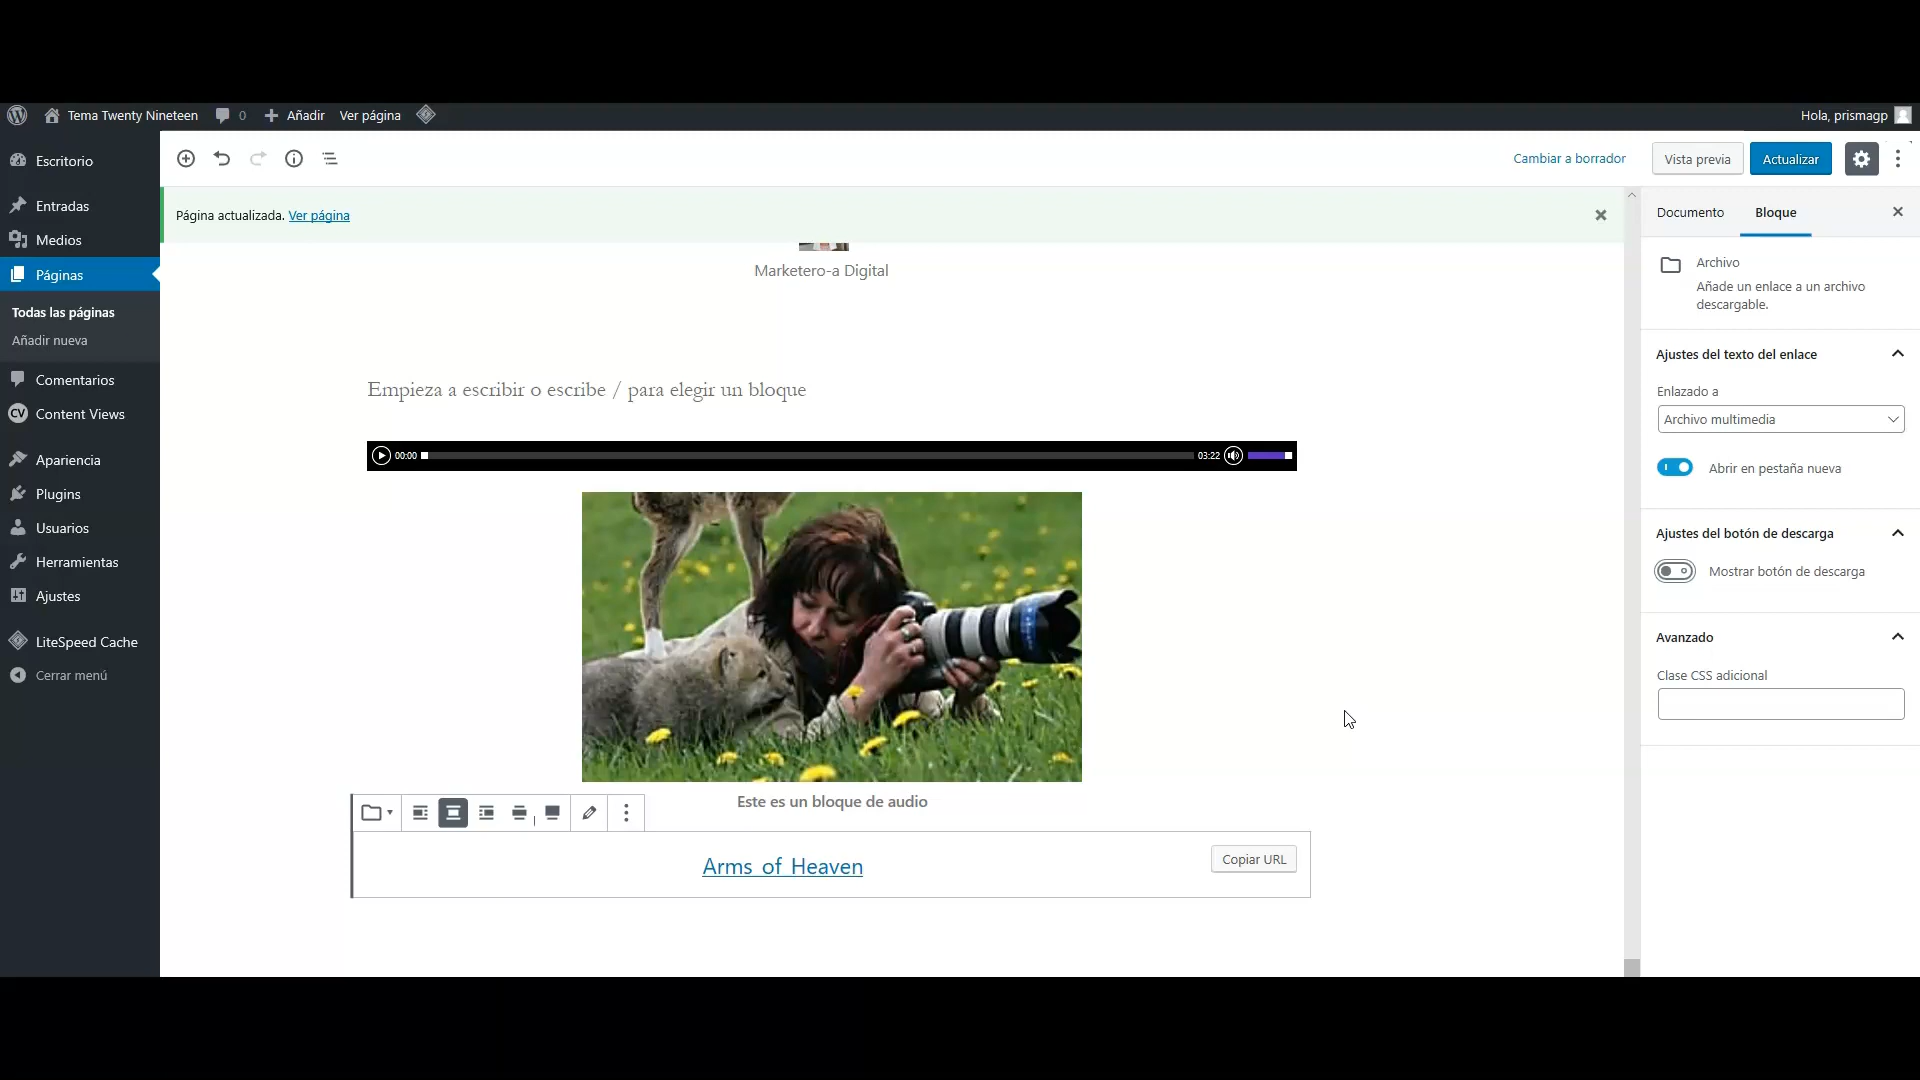 Tema Twenty Nineteen 0 Añadir Ver página Hola, prismagp
Escritorio
Entradas
Medios
Páginas
Todas las páginas
Añadir nueva
Comentarios
CV Content Views
Apariencia
Plugins
Usuarios
Herramientas
Ajustes
LiteSpeed Cache
Cerrar menú
Cambiar a borrador Vista previa Actualizar
Página actualizada. Ver página
Marketero-a Digital
Empieza a escribir o escribe / para elegir un bloque
00:00 03:22
Este es un bloque de audio
Arms of Heaven Copiar URL
Documento Bloque
Archivo
Añade un enlace a un archivo
descargable.
Ajustes del texto del enlace
Enlazado a
Archivo multimedia
Abrir en pestaña nueva
Ajustes del botón de descarga
Mostrar botón de descarga
Avanzado
Clase CSS adicional